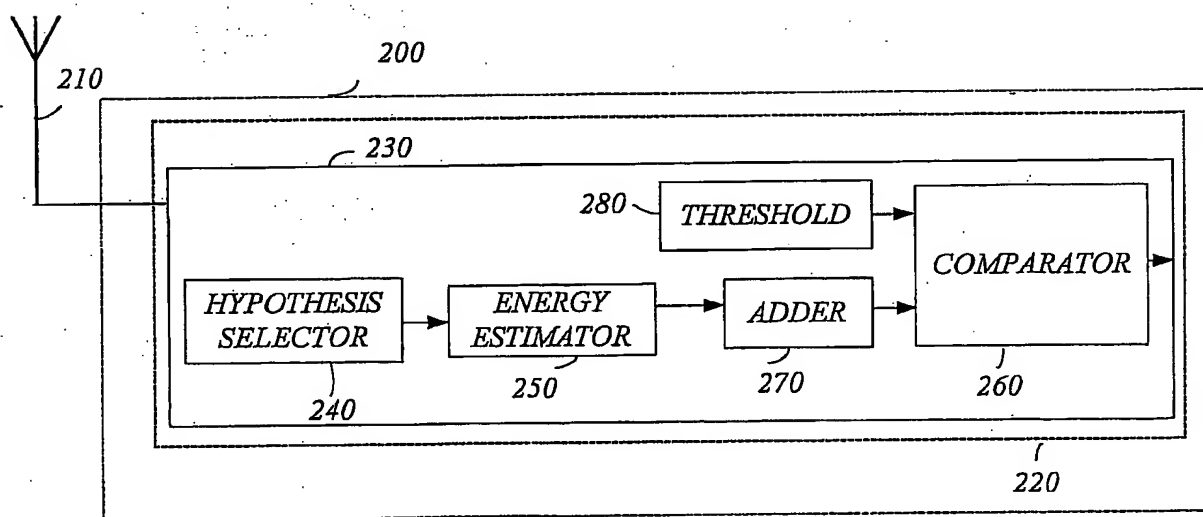 200
210
230
280
THRESHOLD
COMPARATOR
HYPOTHESIS
SELECTOR
ENERGY
ESTIMATOR
ADDER
240
250
270
260
220